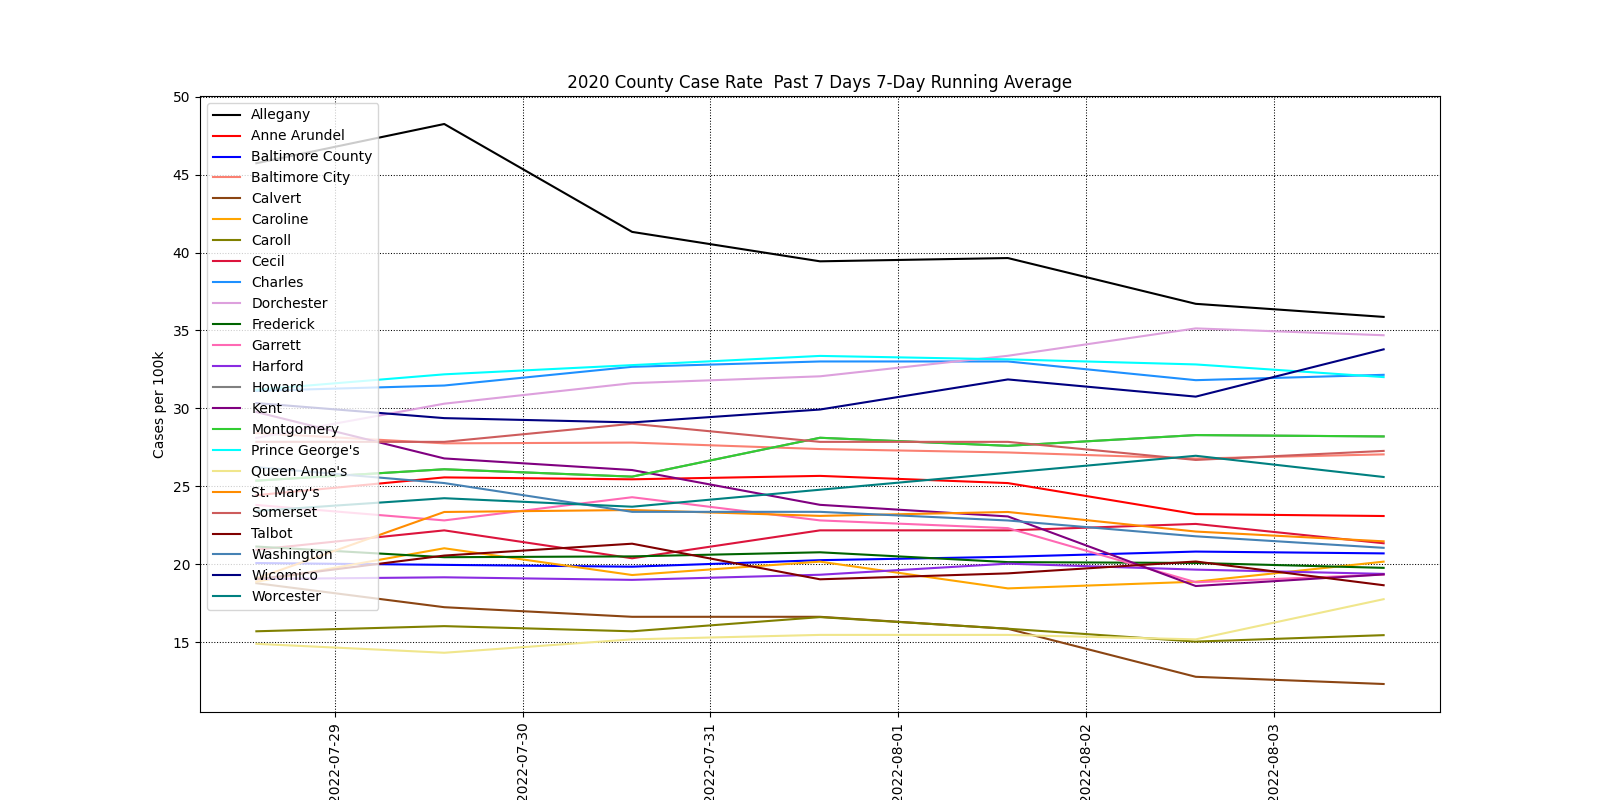 2020 County Case Rate  Past 7 Days 7-Day Running Average
50
45
40
35
30
25
20
15
Cases per 100k
Allegany
Anne Arundel
Baltimore County
Baltimore City
Calvert
Caroline
Caroll
Cecil
Charles
Dorchester
Frederick
Garrett
Harford
Howard
Kent
Montgomery
Prince George's
Queen Anne's
St. Mary's
Somerset
Talbot
Washington
Wicomico
Worcester
2022-07-29
2022-07-30
2022-07-31
2022-08-01
2022-08-02
2022-08-03